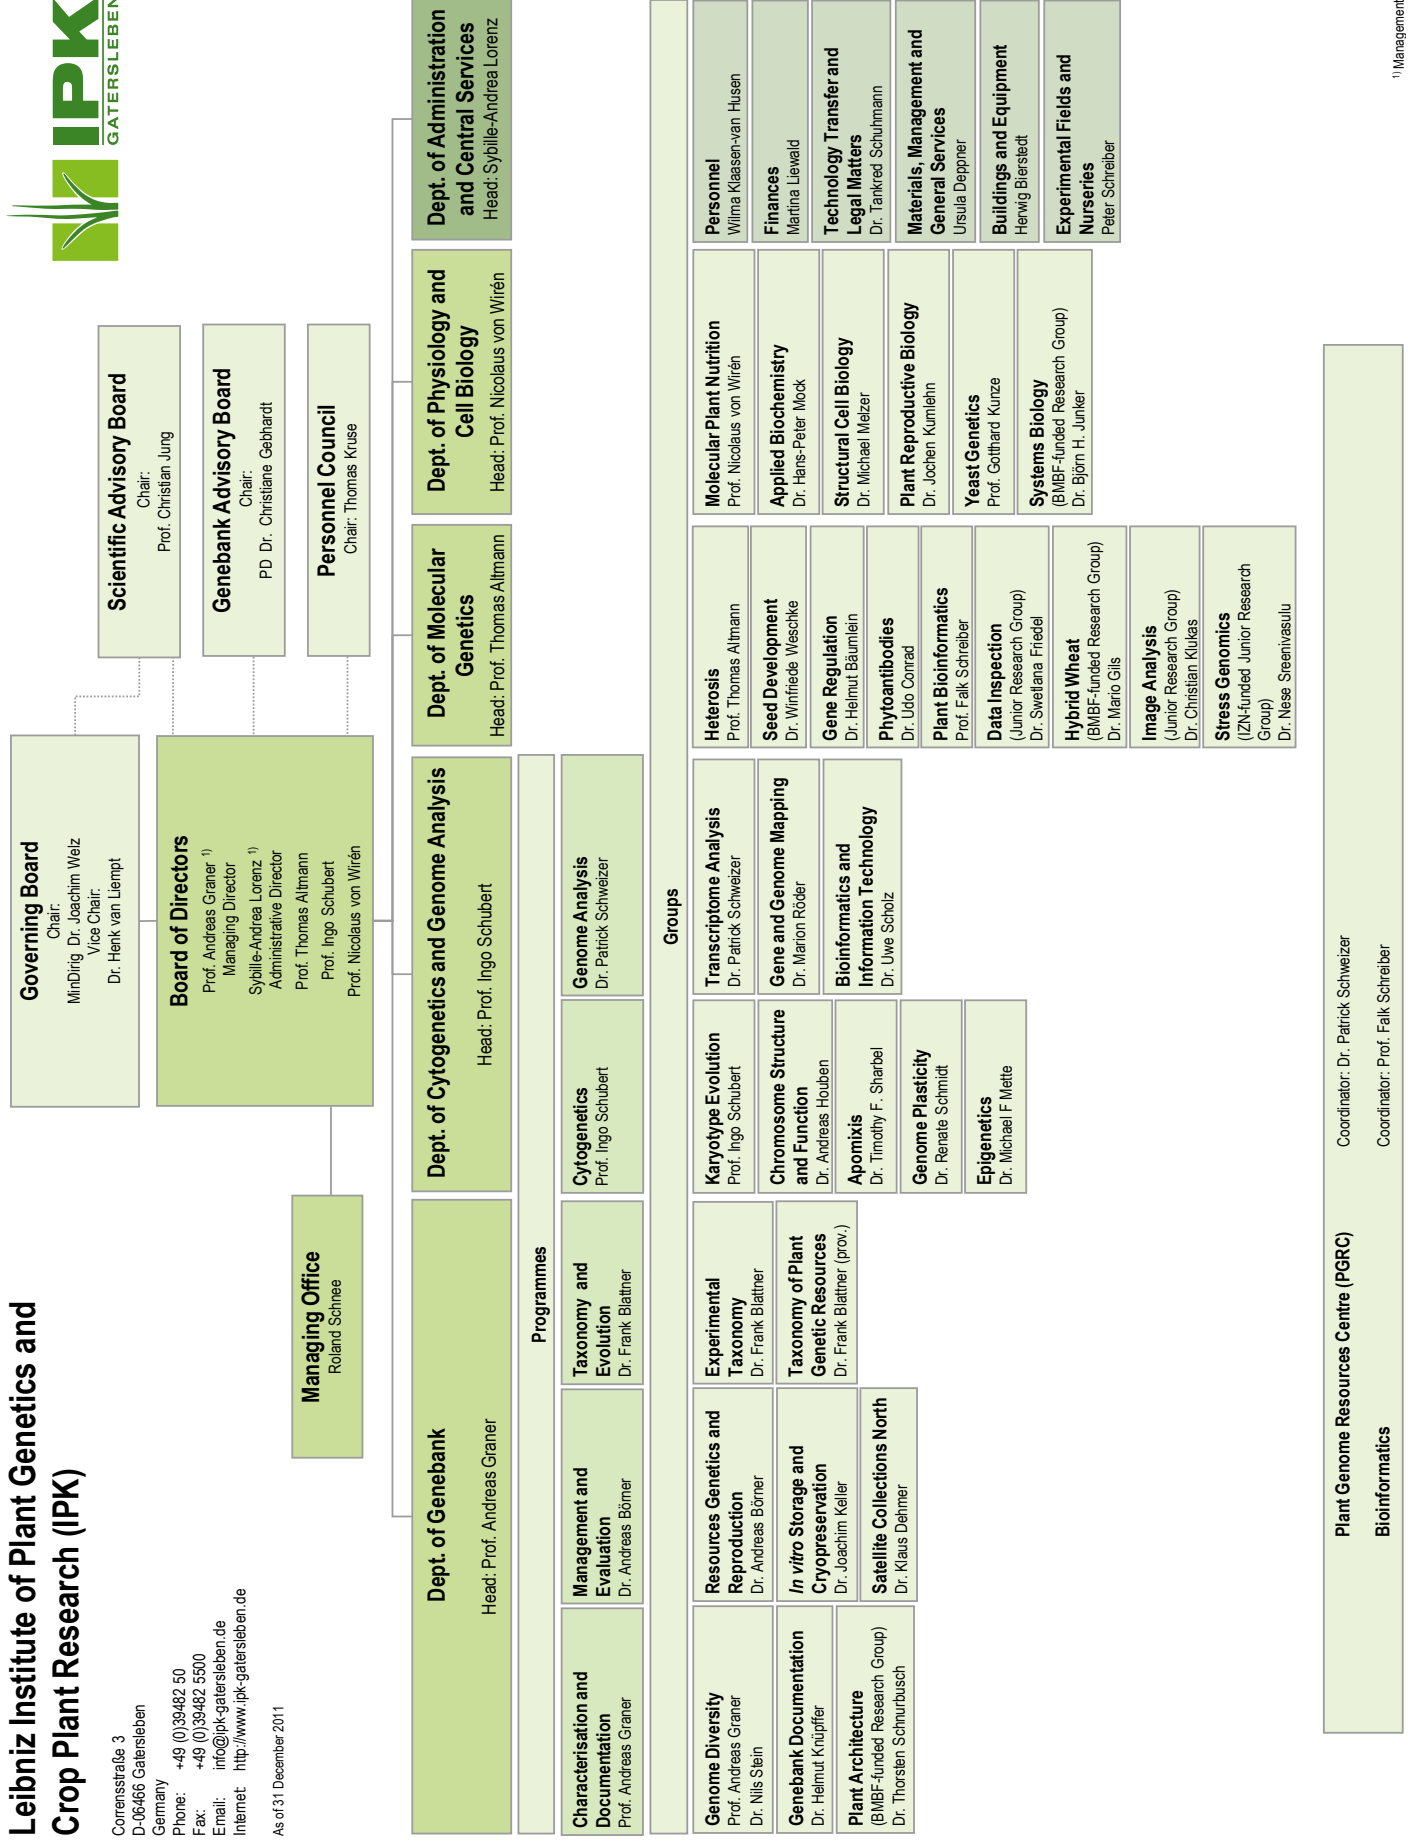 Leibniz Institute of Plant Genetics and
Crop Plant Research (IPK)
Corrensstraße 3
D-06466 Gatersleben
Germany
Phone: +49 (0)39482 50
Fax: +49 (0)39482 5500
Email: info@ipk-gatersleben.de
Internet: http://www.ipk-gatersleben.de
As of 31 December 2011
IPK
GATERSLEBEN
Governing Board
Chair:
MinDirig Dr. Joachim Welz
Vice Chair:
Dr. Henk van Liempt
Scientific Advisory Board
Chair:
Prof. Christian Jung
Board of Directors
Prof. Andreas Graner 1)
Managing Director
Sybille-Andrea Lorenz 1)
Administrative Director
Prof. Thomas Altmann
Prof. Ingo Schubert
Prof. Nicolaus von Wirén
Genebank Advisory Board
Chair:
PD Dr. Christiane Gebhardt
Managing Office
Roland Schnee
Personnel Council
Chair: Thomas Kruse
Dept. of Genebank
Head: Prof. Andreas Graner
Dept. of Cytogenetics and Genome Analysis
Head: Prof. Ingo Schubert
Dept. of Molecular
Genetics
Head: Prof. Thomas Altmann
Dept. of Physiology and
Cell Biology
Head: Prof. Nicolaus von Wirén
Dept. of Administration
and Central Services
Head: Sybille-Andrea Lorenz
Programmes
Characterisation and
Documentation
Prof. Andreas Graner
Management and
Evaluation
Dr. Andreas Börner
Taxonomy and
Evolution
Dr. Frank Blattner
Cytogenetics
Prof. Ingo Schubert
Genome Analysis
Dr. Patrick Schweizer
Groups
Genome Diversity
Prof. Andreas Graner
Dr. Nils Stein
Genebank Documentation
Dr. Helmut Knüpffer
Plant Architecture
(BMBF-funded Research Group)
Dr. Thorsten Schnurbusch
Resources Genetics and
Reproduction
Dr. Andreas Börner
In vitro Storage and
Cryopreservation
Dr. Joachim Keller
Satellite Collections North
Dr. Klaus Dehmer
Experimental
Taxonomy
Dr. Frank Blattner
Taxonomy of Plant
Genetic Resources
Dr. Frank Blattner (prov.)
Karyotype Evolution
Prof. Ingo Schubert
Chromosome Structure
and Function
Dr. Andreas Houben
Apomixis
Dr. Timothy F. Sharbel
Genome Plasticity
Dr. Renate Schmidt
Epigenetics
Dr. Michael F Mette
Transcriptome Analysis
Dr. Patrick Schweizer
Gene and Genome Mapping
Dr. Marion Röder
Bioinformatics and
Information Technology
Dr. Uwe Scholz
Heterosis
Prof. Thomas Altmann
Seed Development
Dr. Winfriede Weschke
Gene Regulation
Dr. Helmut Bäumlein
Phytoantibodies
Dr. Udo Conrad
Plant Bioinformatics
Prof. Falk Schreiber
Data Inspection
(Junior Research Group)
Dr. Swetlana Friedel
Hybrid Wheat
(BMBF-funded Research Group)
Dr. Mario Gils
Image Analysis
(Junior Research Group)
Dr. Christian Klukas
Stress Genomics
(IZN-funded Junior Research
Group)
Dr. Nese Sreenivasulu
Molecular Plant Nutrition
Prof. Nicolaus von Wirén
Applied Biochemistry
Dr. Hans-Peter Mock
Structural Cell Biology
Dr. Michael Melzer
Plant Reproductive Biology
Dr. Jochen Kumlehn
Yeast Genetics
Prof. Gotthard Kunze
Systems Biology
(BMBF-funded Research Group)
Dr. Björn H. Junker
Personnel
Wilma Klaasen-van Husen
Finances
Martina Liewald
Technology Transfer and
Legal Matters
Dr. Tankred Schuhmann
Materials, Management and
General Services
Ursula Deppner
Buildings and Equipment
Herwig Bierstedt
Experimental Fields and
Nurseries
Peter Schreiber
Plant Genome Resources Centre (PGRC) Coordinator: Dr. Patrick Schweizer
Bioinformatics Coordinator: Prof. Falk Schreiber
1) Management